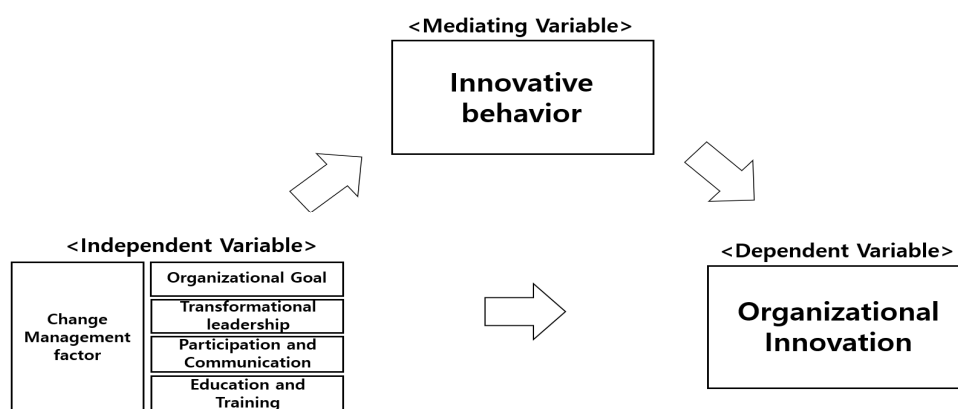 <Mediating Variable>
Innovative
behavior
<Independent Variable>
Change
Management
factor
Organizational Goal
Transformational
leadership
Participation and
Communication
Education and
Training
<Dependent Variable>
Organizational
Innovation